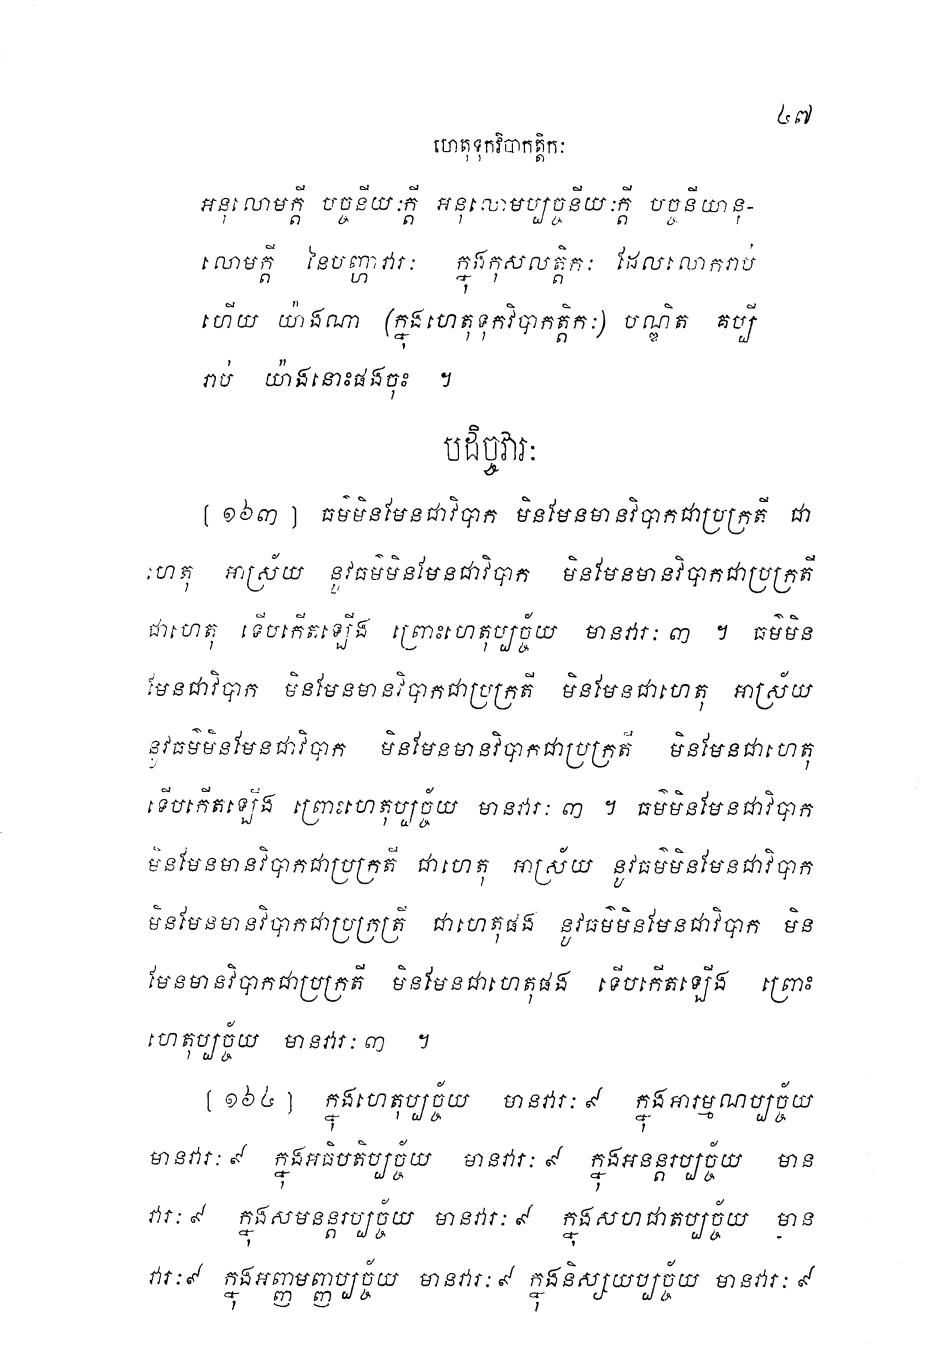 ៤៧
ហេតុទុកវិបាកត្តិកៈ
អនុលោមក្តី បច្ចនីយៈក្តី អនុលោមប្បច្ចនីយៈក្តី បច្ចនីយានុ-
លោមក្តី នៃបញ្ហាវារៈ ក្នុងកុសលត្តិកៈ ដែលលោករាប់
ហើយ យ៉ាងណា (ក្នុងហេតុទុកវិបាកត្តិកៈ) បណ្ឌិត គប្បី
រាប់ យ៉ាងនោះផងចុះ ។
បដិច្ចវារៈ
[ ១៦៣ ] ធម៌មិនមែនជាវិបាក មិនមែនមានវិបាកជាប្រក្រតី ជា
ហេតុ អាស្រ័យ នូវធម៌មិនមែនជាវិបាក មិនមែនមានវិបាកជាប្រក្រតី
ជាហេតុ ទើបកើតឡើង ព្រោះហេតុប្បច្ច័យ មានវារៈ ៣ ។ ធម៌មិន
មែនជាវិបាក មិនមែនមានវិបាកជាប្រក្រតី មិនមែនជាហេតុ អាស្រ័យ
នូវធម៌មិនមែនជាវិបាក មិនមែនមានវិបាកជាប្រក្រតី មិនមែនជាហេតុ
ទើបកើតឡើង ព្រោះហេតុប្បច្ច័យ មានវារៈ ៣ ។ ធម៌មិនមែនជាវិបាក
មិនមែនមានវិបាកជាប្រក្រតី ជាហេតុ អាស្រ័យ នូវធម៌មិនមែនជាវិបាក
មិនមែនមានវិបាកជាប្រក្រតី ជាហេតុផង នូវធម៌មិនមែនជាវិបាក មិន
មែនមានវិបាកជាប្រក្រតី មិនមែនជាហេតុផង ទើបកើតឡើង ព្រោះ
ហេតុប្បច្ច័យ មានវារៈ ៣ ។
[ ១៦៤ ] ក្នុងហេតុប្បច្ច័យ មានវារៈ ៩ ក្នុងអារម្មណប្បច្ច័យ
មានវារៈ ៩ ក្នុងអធិបតិប្បច្ច័យ មានវារៈ ៩ ក្នុងអនន្តរប្បច្ច័យ មាន
វារៈ ៩ ក្នុងសមនន្តរប្បច្ច័យ មានវារៈ ៩ ក្នុងសហជាតប្បច្ច័យ មាន
វារៈ ៩ ក្នុងអញ្ញមញ្ញប្បច្ច័យ មានវារៈ ៩ ក្នុងនិស្សយប្បច្ច័យ មានវារៈ ៩